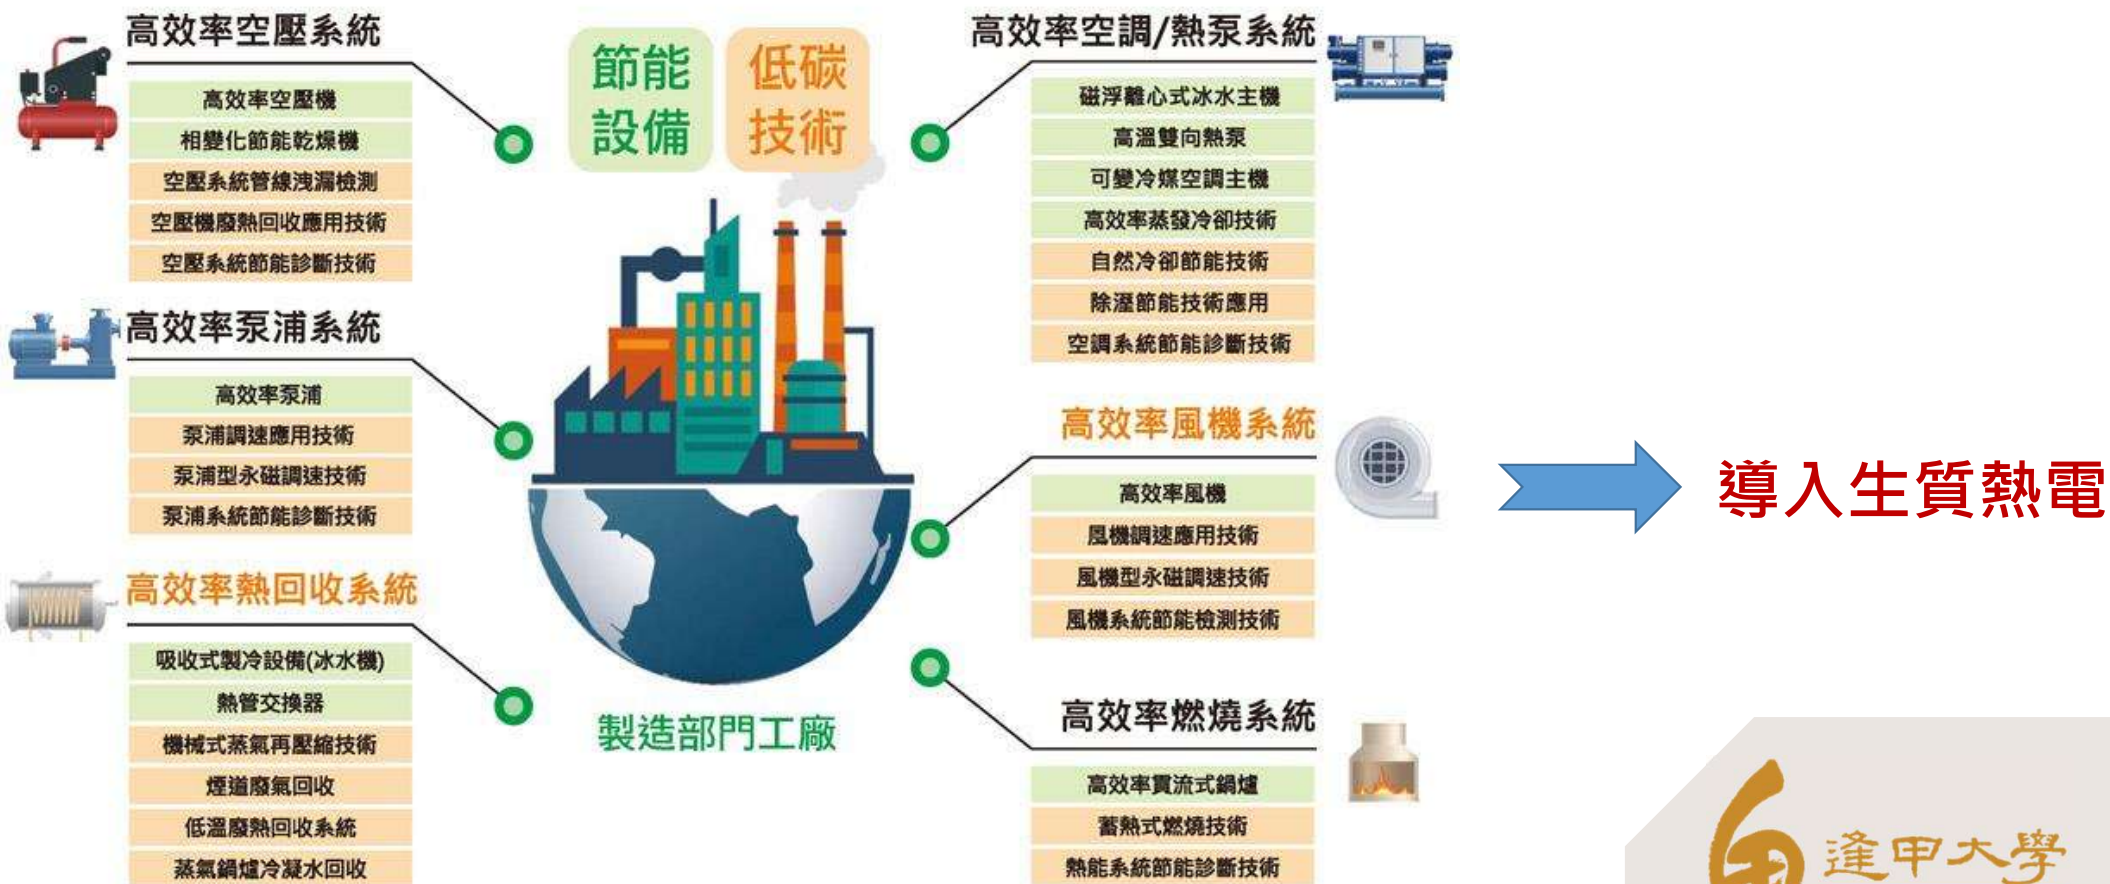 高效率空壓系統
高效率空壓機
相變化節能乾燥機
空壓系統管線洩漏檢測
空壓機廢熱回收應用技術
空壓系統節能診斷技術
高效率泵浦系統
高效率泵浦
泵浦調速應用技術
泵浦型永磁調速技術
泵浦系統節能診斷技術
高效率熱回收系統
吸收式製冷設備(冰水機)
熱管交換器
機械式蒸氣再壓縮技術
煙道廢氣回收
低溫廢熱回收系統
蒸氣鍋爐冷凝水回收
節能
設備
低碳
技術
製造部門工廠
高效率空調/熱泵系統
磁浮離心式冰水主機
高溫雙向熱泵
可變冷媒空調主機
高效率蒸發冷卻技術
自然冷卻節能技術
除溼節能技術應用
空調系統節能診斷技術
高效率風機系統
高效率風機
風機調速應用技術
風機型永磁調速技術
風機系統節能檢測技術
高效率燃燒系統
高效率貫流式鍋爐
蓄熱式燃燒技術
熱能系統節能診斷技術
導入生質熱電
逢甲大學